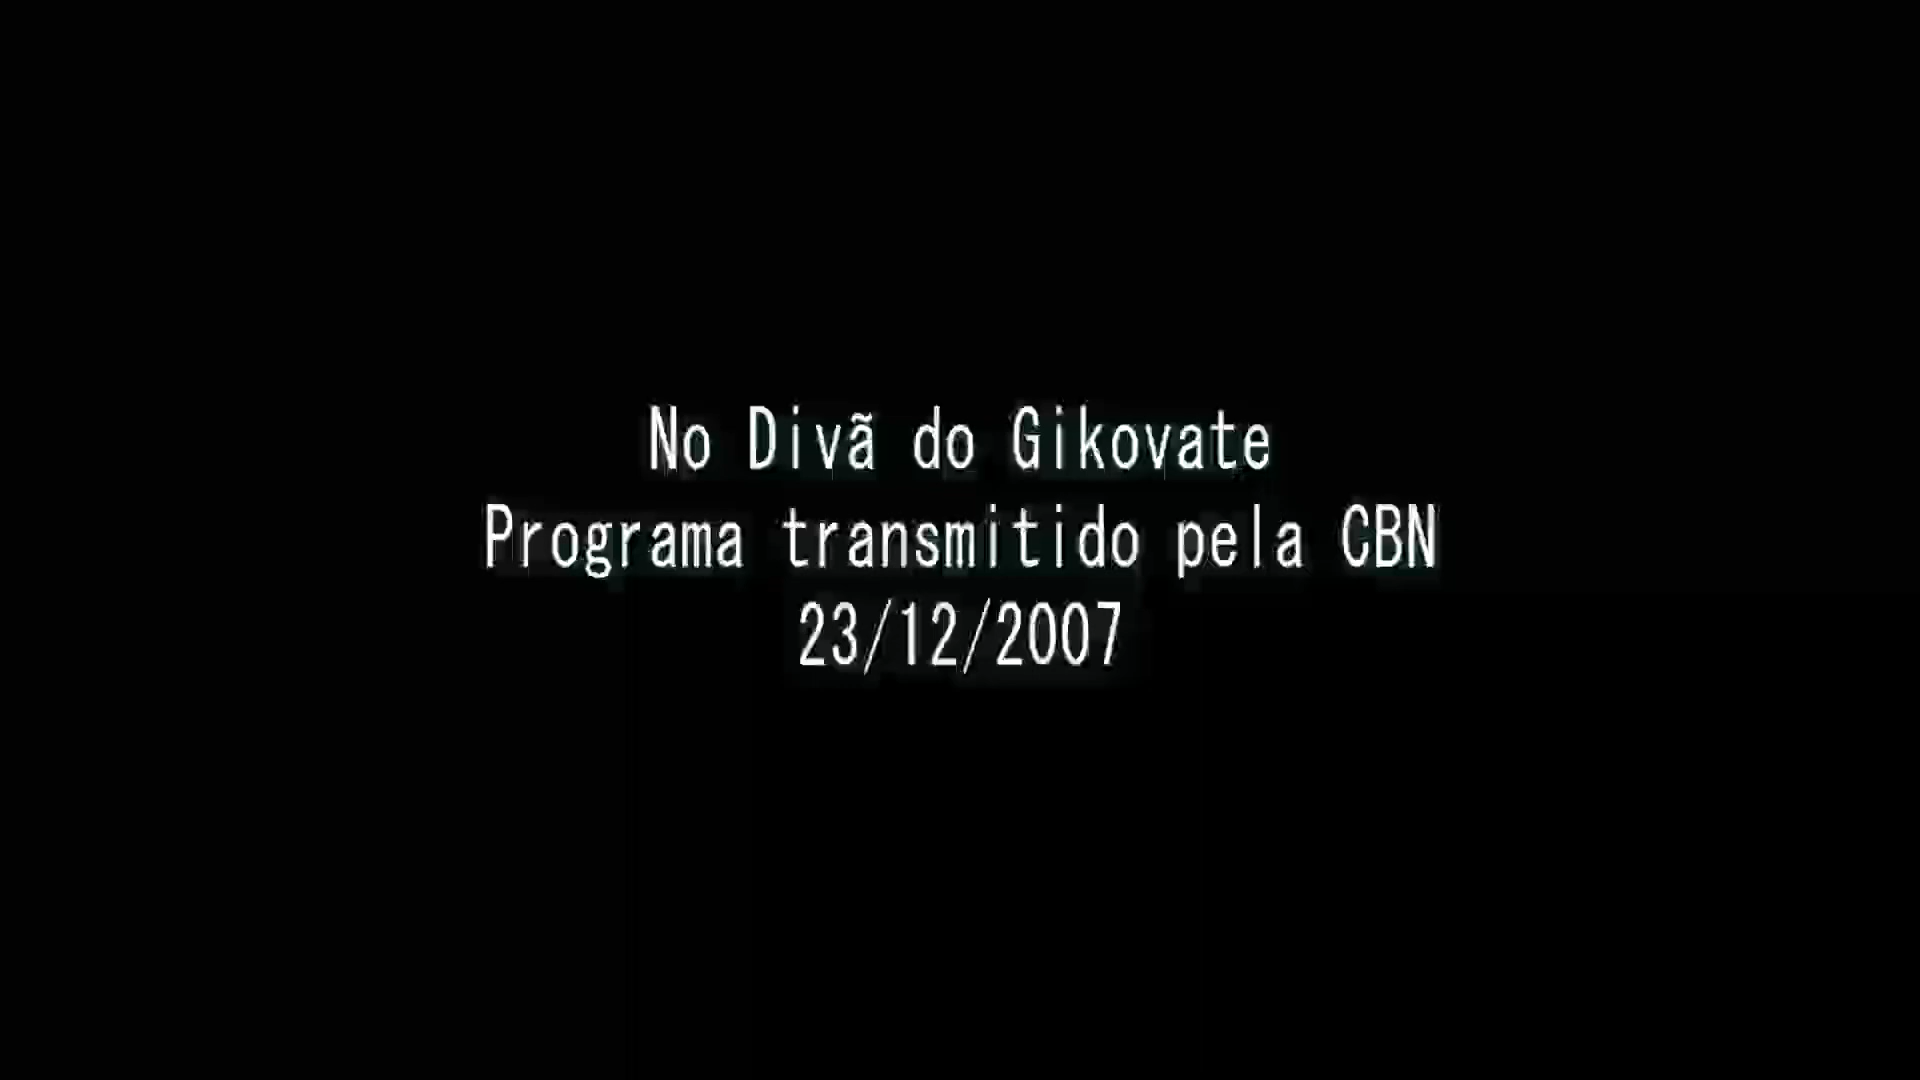 No Divã do Gikovate
Programa transmitido pela CBN
23/12/2007